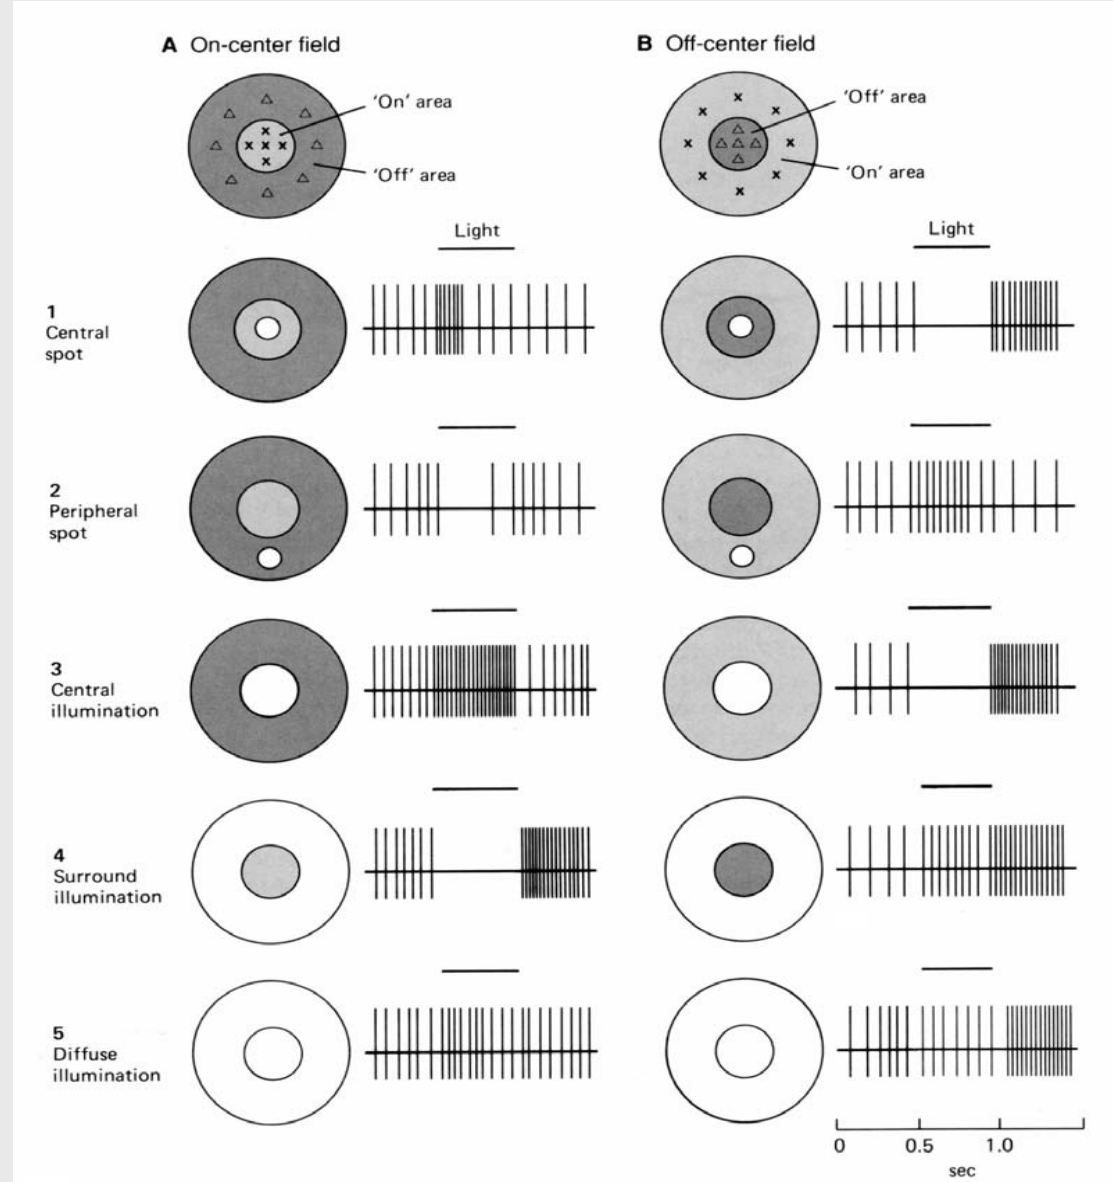 A On-center field
B Off-center field
'On' area
'Off' area
'Off' area
'On' area
Light
Light
1
Central
spot
2
Peripheral
spot
3
Central
illumination
4
Surround
illumination
5
Diffuse
illumination
0 0.5 1.0
sec